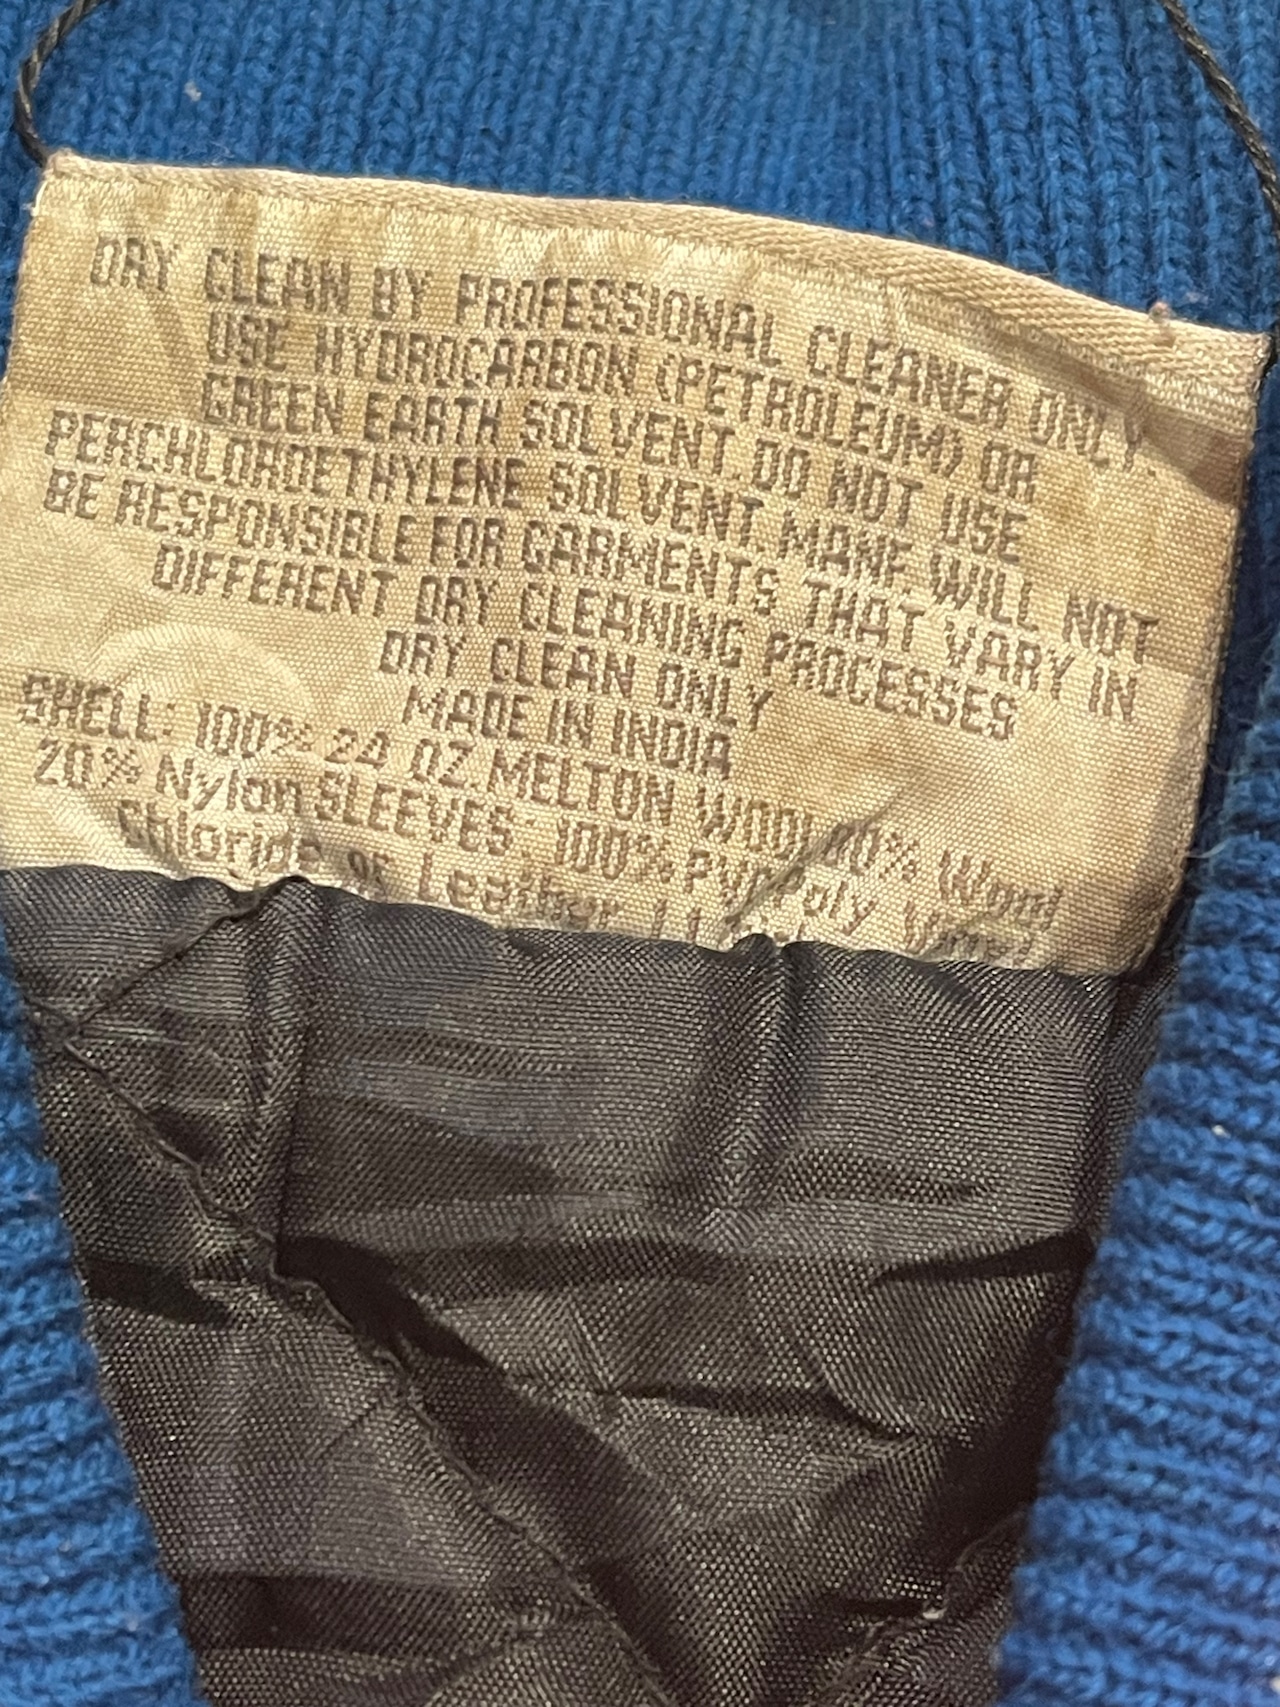 DRY CLEAN BY PROFESSIONAL CLEANER ONLY.
USE HYDROCARBON (PETROLEUM) OR
GREEN EARTH SOLVENT. DO NOT USE
PERCHLOROETHYLENE SOLVENT. MANF. WILL NOT
BE RESPONSIBLE FOR GARMENTS THAT VARY IN
DIFFERENT DRY CLEANING PROCESSES
DRY CLEAN ONLY
MADE IN INDIA
SHELL: 100% 24 OZ. MELTON WOOL 80% Wool
20% Nylon SLEEVES: 100% PVC Poly Vinyl
Chloride or Leather